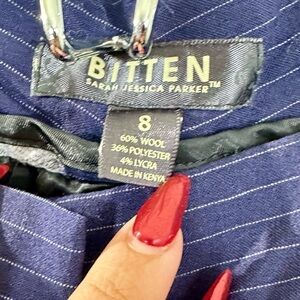 BITTEN
SARAH JESSICA PARKER™
8
60% WOOL
36% POLYESTER
4% LYCRA
MADE IN KENYA